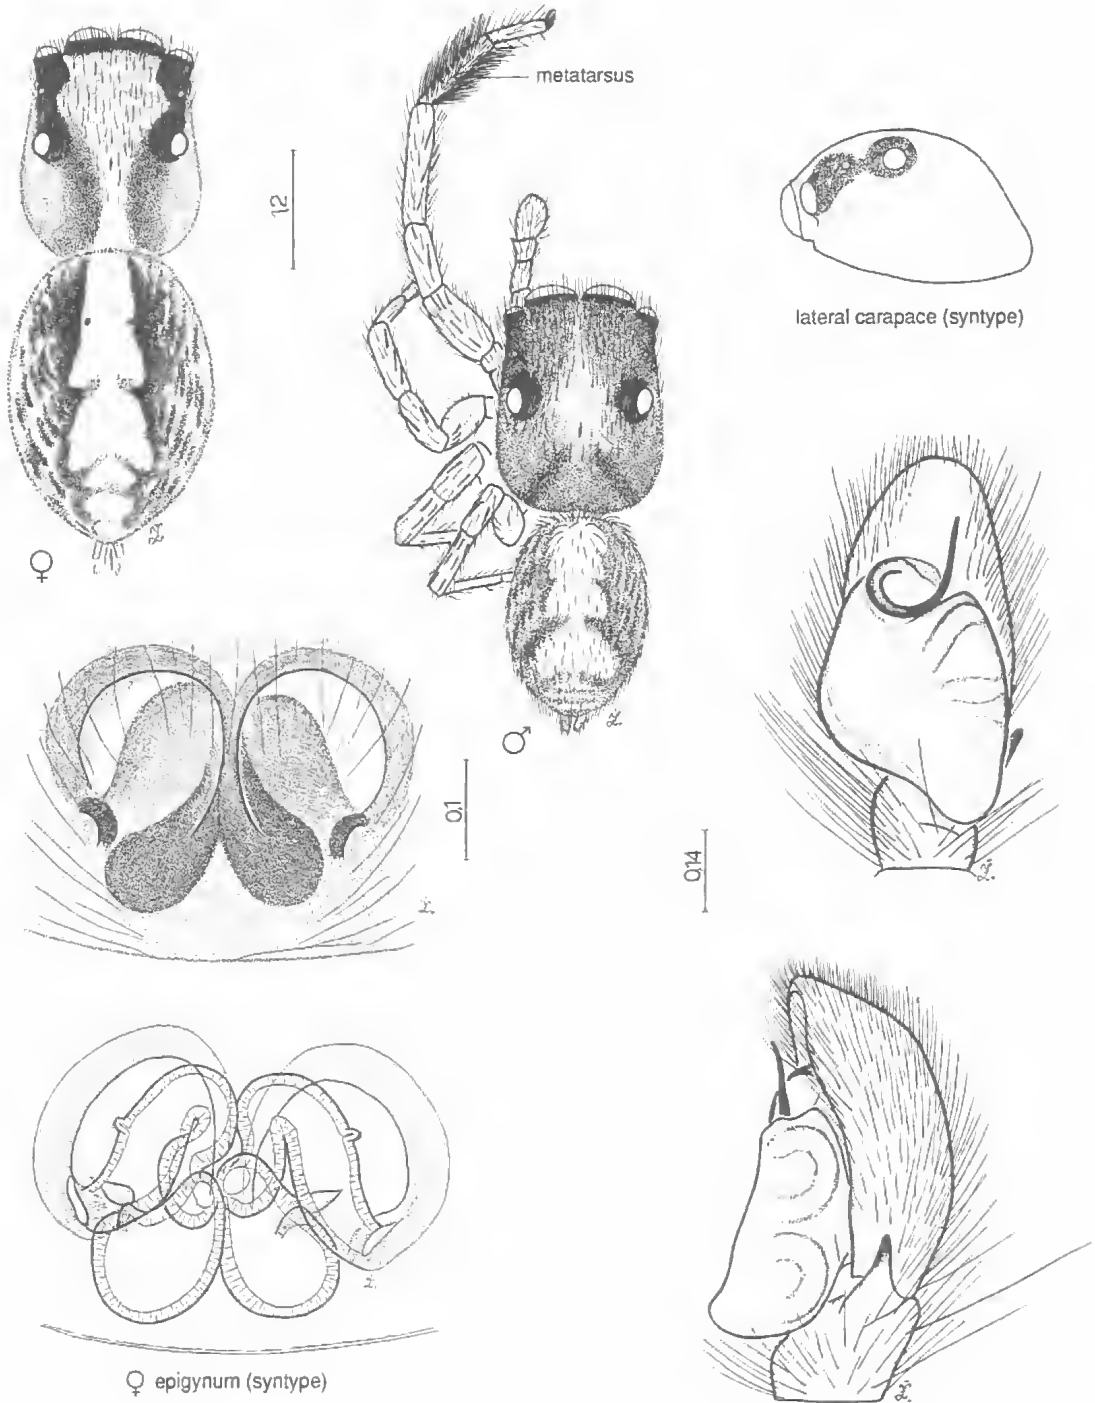 metatarsus
12
lateral carapace (syntype)
♀
♂
0.1
0.14
♀ epigynum (syntype)